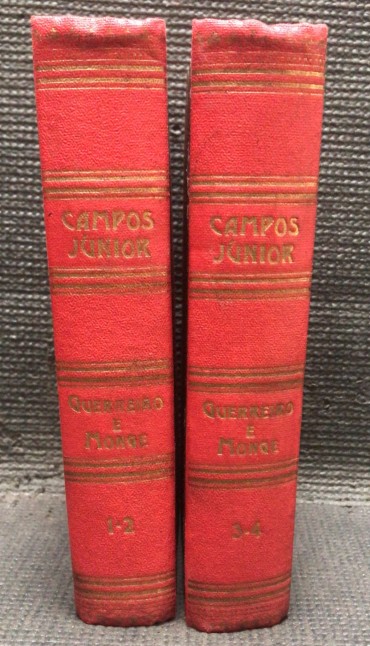 CAMPOS
JÚNIOR
GUERREIRO
E
MONGE
1-2
CAMPOS
JÚNIOR
GUERREIRO
E
MONGE
3-4